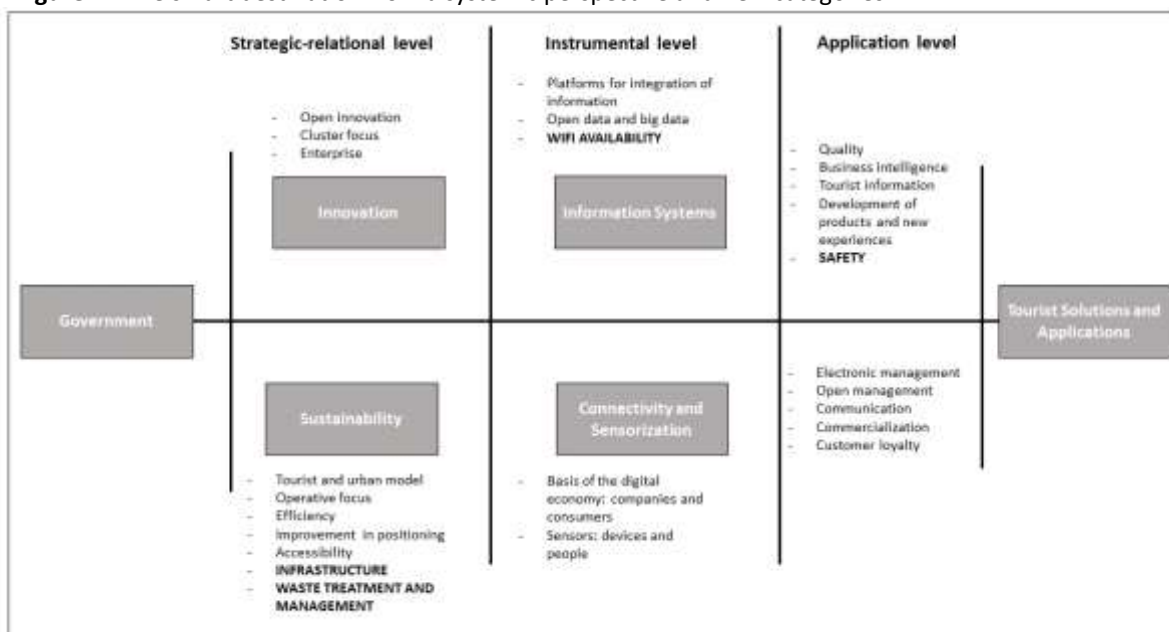 Strategic-relational level
Instrumental level
Application level
- Open innovation
- Cluster focus
- Enterprise
- Platforms for integration of
information
- Open data and big data
- WIFI AVAILABILITY
- Quality
- Business intelligence
- Tourist information
- Development of
products and new
experiences
- SAFETY
Innovation
Information Systems
Government
Tourist Solutions and
Applications
Sustainability
Connectivity and
Sensorization
- Electronic management
- Open management
- Communication
- Commercialization
- Customer loyalty
- Tourist and urban model
- Operative focus
- Efficiency
- Improvement in positioning
- Accessibility
- INFRASTRUCTURE
- WASTE TREATMENT AND
MANAGEMENT
- Basis of the digital
economy: companies and
consumers
- Sensors: devices and
people